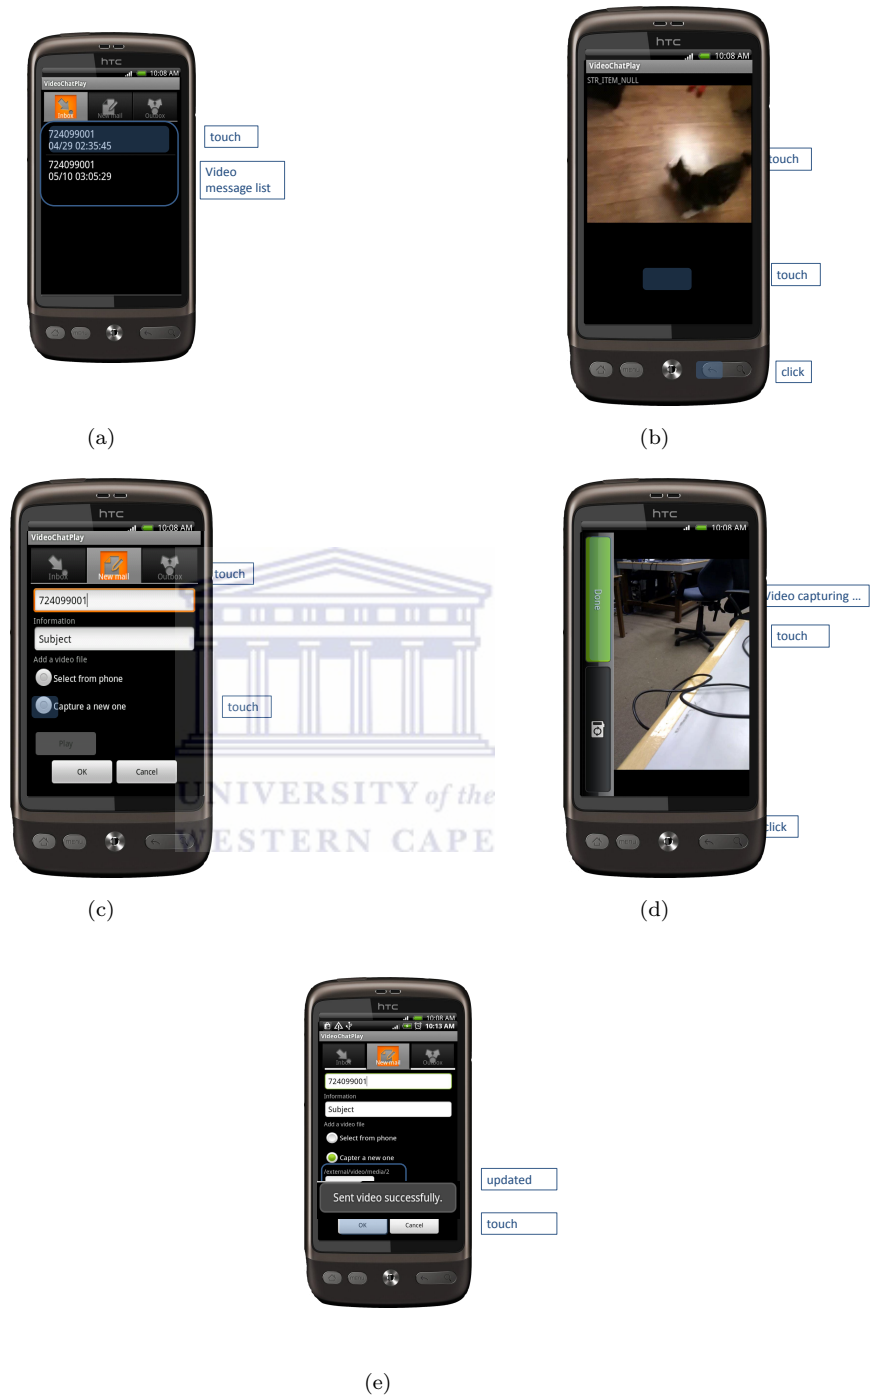 htc
10:08 AM
VideoChatPlay
Inbox
New mail
Outbox
724099001
04/29 02:35:45
724099001
05/10 03:05:29
touch
Video
message list
menu
(a)
htc
10:08 AM
VideoChatPlay
STR_ITEM_NULL
touch
touch
click
menu
(b)
htc
10:08 AM
VideoChatPlay
Inbox
New mail
Outbox
touch
724099001
Information
Subject
Add a video file
Select from phone
Capture a new one
touch
Play
OK
Cancel
menu
(c)
htc
10:08 AM
Done
Video capturing ...
touch
click
menu
(d)
UNIVERSITY of the
WESTERN CAPE
htc
10:08 AM
10:13 AM
VideoChatPlay
Inbox
New mail
Outbox
724099001
Information
Subject
Add a video file
Select from phone
Capter a new one
/external/video/media/2
updated
Sent video successfully.
touch
OK
Cancel
menu
(e)